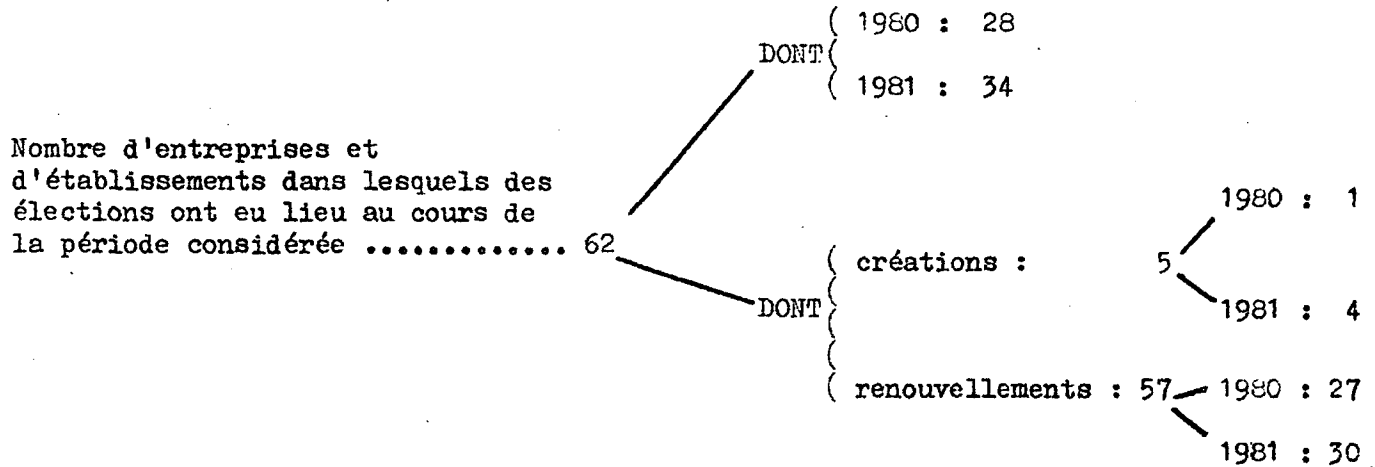 ( 1980 : 28
DONT (
( 1981 : 34
Nombre d'entreprises et
d'établissements dans lesquels des
élections ont eu lieu au cours de
la période considérée ............. 62
1980 : 1
( créations : 5
(
DONT ( 1981 : 4
(
(
( renouvellements : 57 1980 : 27
1981 : 30